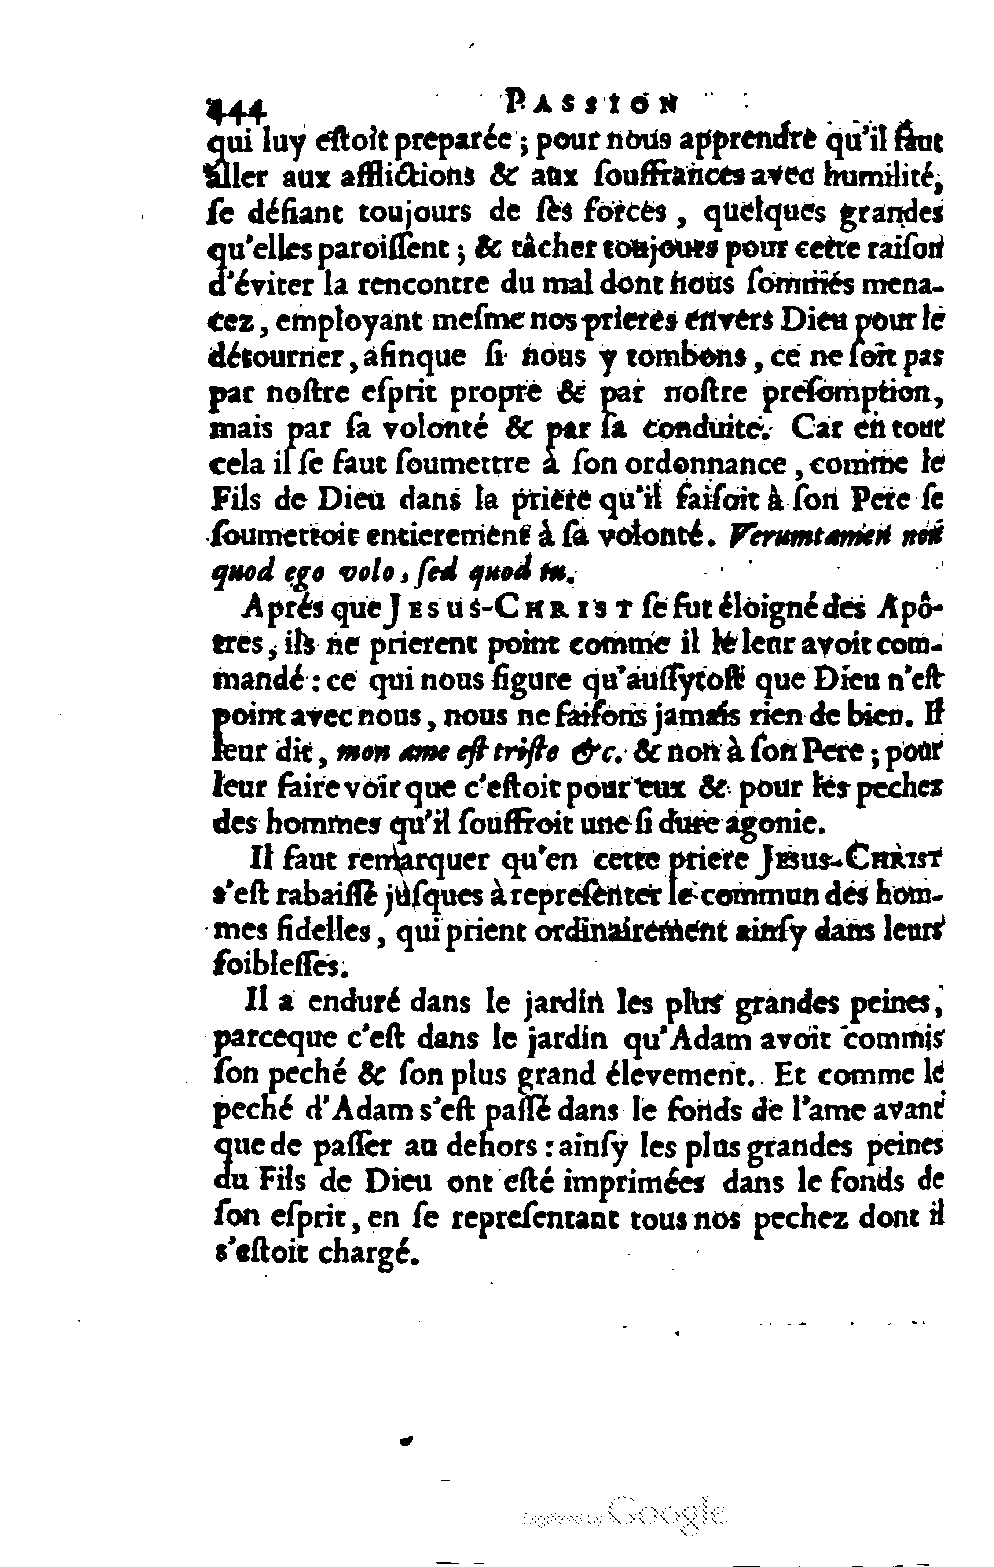 444 PASSION
qui luy eſtoit preparée ; pour nous apprendre qu'il faut
aller aux afflictions & aux ſouffrances avec humilité,
ſe défiant toujours de ſes forces , quelques grandes
qu'elles paroiſſent ; & tâcher toujours pour cette raiſon
d'éviter la rencontre du mal dont nous ſommes mena-
cez, employant meſme nos prieres envers Dieu pour le
détourner, afinque ſi nous y tombons, ce ne ſoit pas
par noſtre eſprit propre & par noſtre preſomption,
mais par ſa volonté & par ſa conduite. Car en tout
cela il ſe faut ſoumettre à ſon ordonnance, comme le
Fils de Dieu dans la priere qu'il faiſoit à ſon Pere ſe
ſoumettoit entierement à ſa volonté. Verumtamen non
quod ego volo, ſed quod tu.
Aprés que JESUS-CHRIST ſe fut éloigné des Apô-
tres, ils ne prierent point comme il le leur avoit com-
mandé : ce qui nous figure qu'auſſytoſt que Dieu n'eſt
point avec nous, nous ne faiſons jamais rien de bien. Il
leur dit, mon ame eſt triſte &c. & non à ſon Pere ; pour
leur faire voir que c'eſtoit pour eux & pour les pechez
des hommes qu'il ſouffroit une ſi dure agonie.
Il faut remarquer qu'en cette priere JESUS-CHRIST
s'eſt rabaiſſé juſques à repreſenter le commun des hom-
mes fidelles, qui prient ordinairement ainſy dans leurs
foibleſſes.
Il a enduré dans le jardin les plus grandes peines,
parceque c'eſt dans le jardin qu'Adam avoit commis
ſon peché & ſon plus grand élevement. Et comme le
peché d'Adam s'eſt paſſé dans le fonds de l'ame avant
que de paſſer au dehors : ainſy les plus grandes peines
du Fils de Dieu ont eſté imprimées dans le fonds de
ſon eſprit, en ſe repreſentant tous nos pechez dont il
s'eſtoit chargé.
Digitized by Google